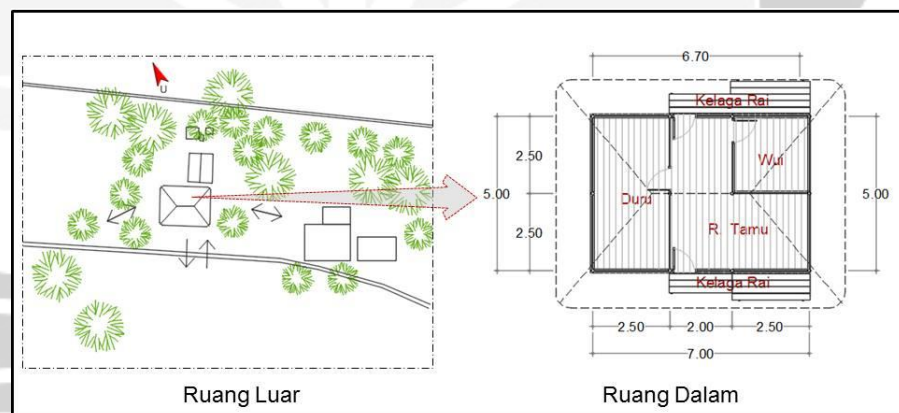 U
Ruang Luar
6.70
Kelaga Rai
2.50
5.00
2.50
Wui
Duru
R. Tamu
5.00
Kelaga Rai
2.50 2.00 2.50
7.00
Ruang Dalam